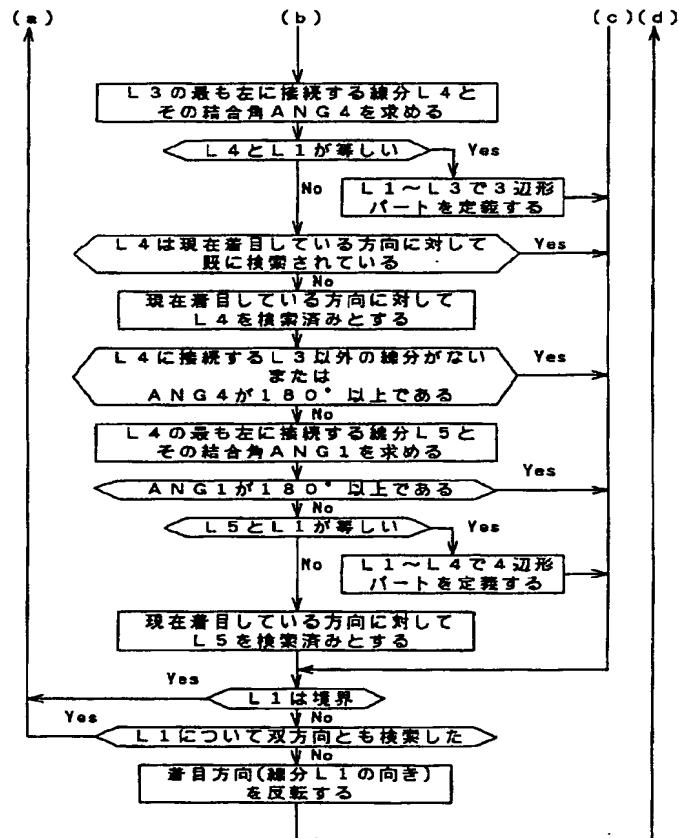 (a) (b) (c)(d)
L3の最も左に接続する線分L4と
その結合角ANG4を求める
L4とL1が等しい Yes
No
L1～L3で3辺形
パートを定義する
L4は現在着目している方向に対して
既に検索されている
Yes
No
現在着目している方向に対して
L4を検索済みとする
L4に接続するL3以外の線分がない
または
ANG4が180°以上である
Yes
No
L4の最も左に接続する線分L5と
その結合角ANG1を求める
Yes
ANG1が180°以上である
No
L5とL1が等しい Yes
No
L1～L4で4辺形
パートを定義する
現在着目している方向に対して
L5を検索済みとする
Yes
L1は境界
Yes No
L1について双方向とも検索した
No
着目方向(線分L1の向き)
を反転する